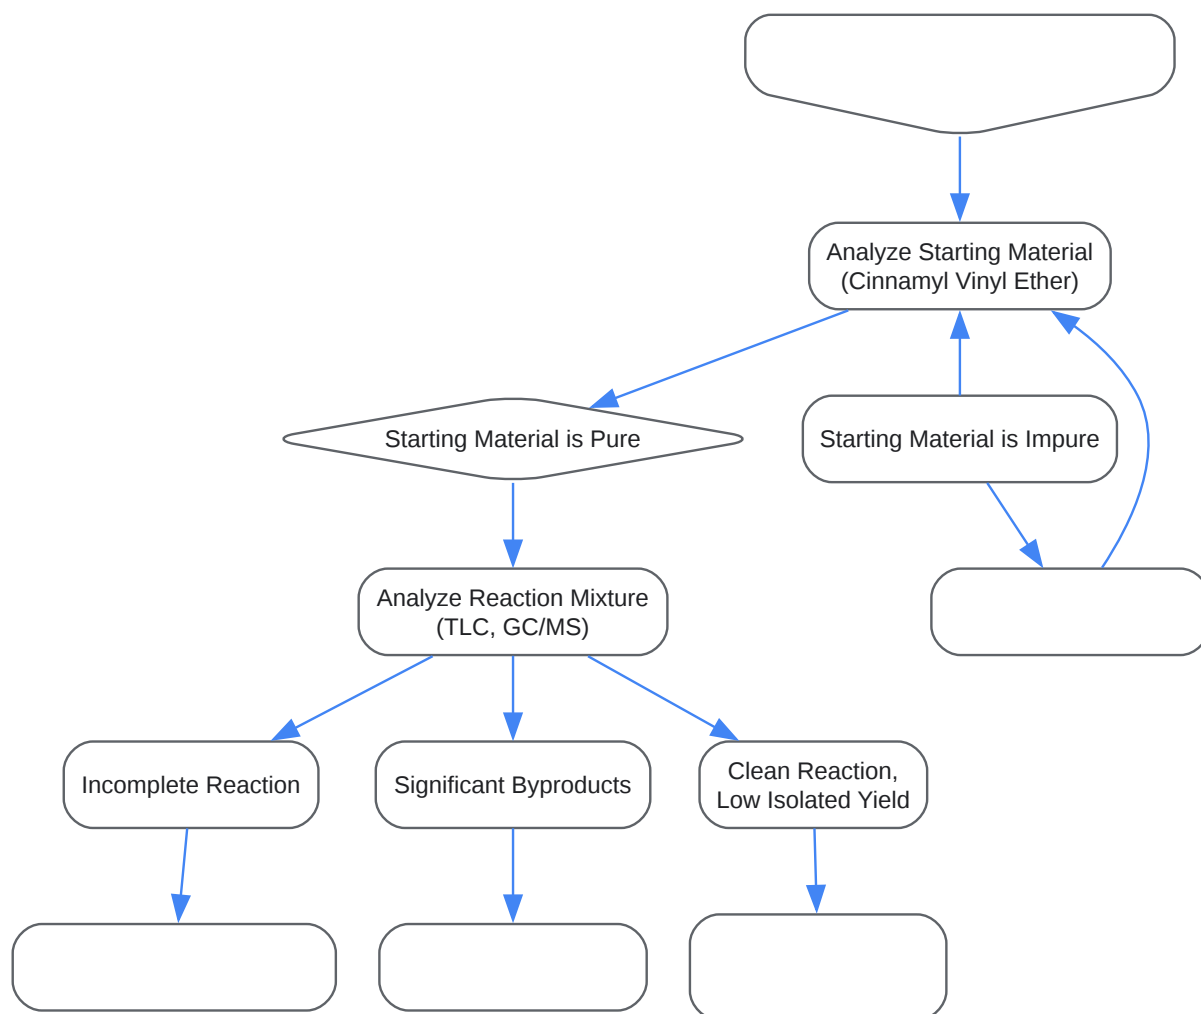 Analyze Starting Material
(Cinnamyl Vinyl Ether)
Starting Material is Pure
Starting Material is Impure
Analyze Reaction Mixture
(TLC, GC/MS)
Incomplete Reaction
Significant Byproducts
Clean Reaction,
Low Isolated Yield